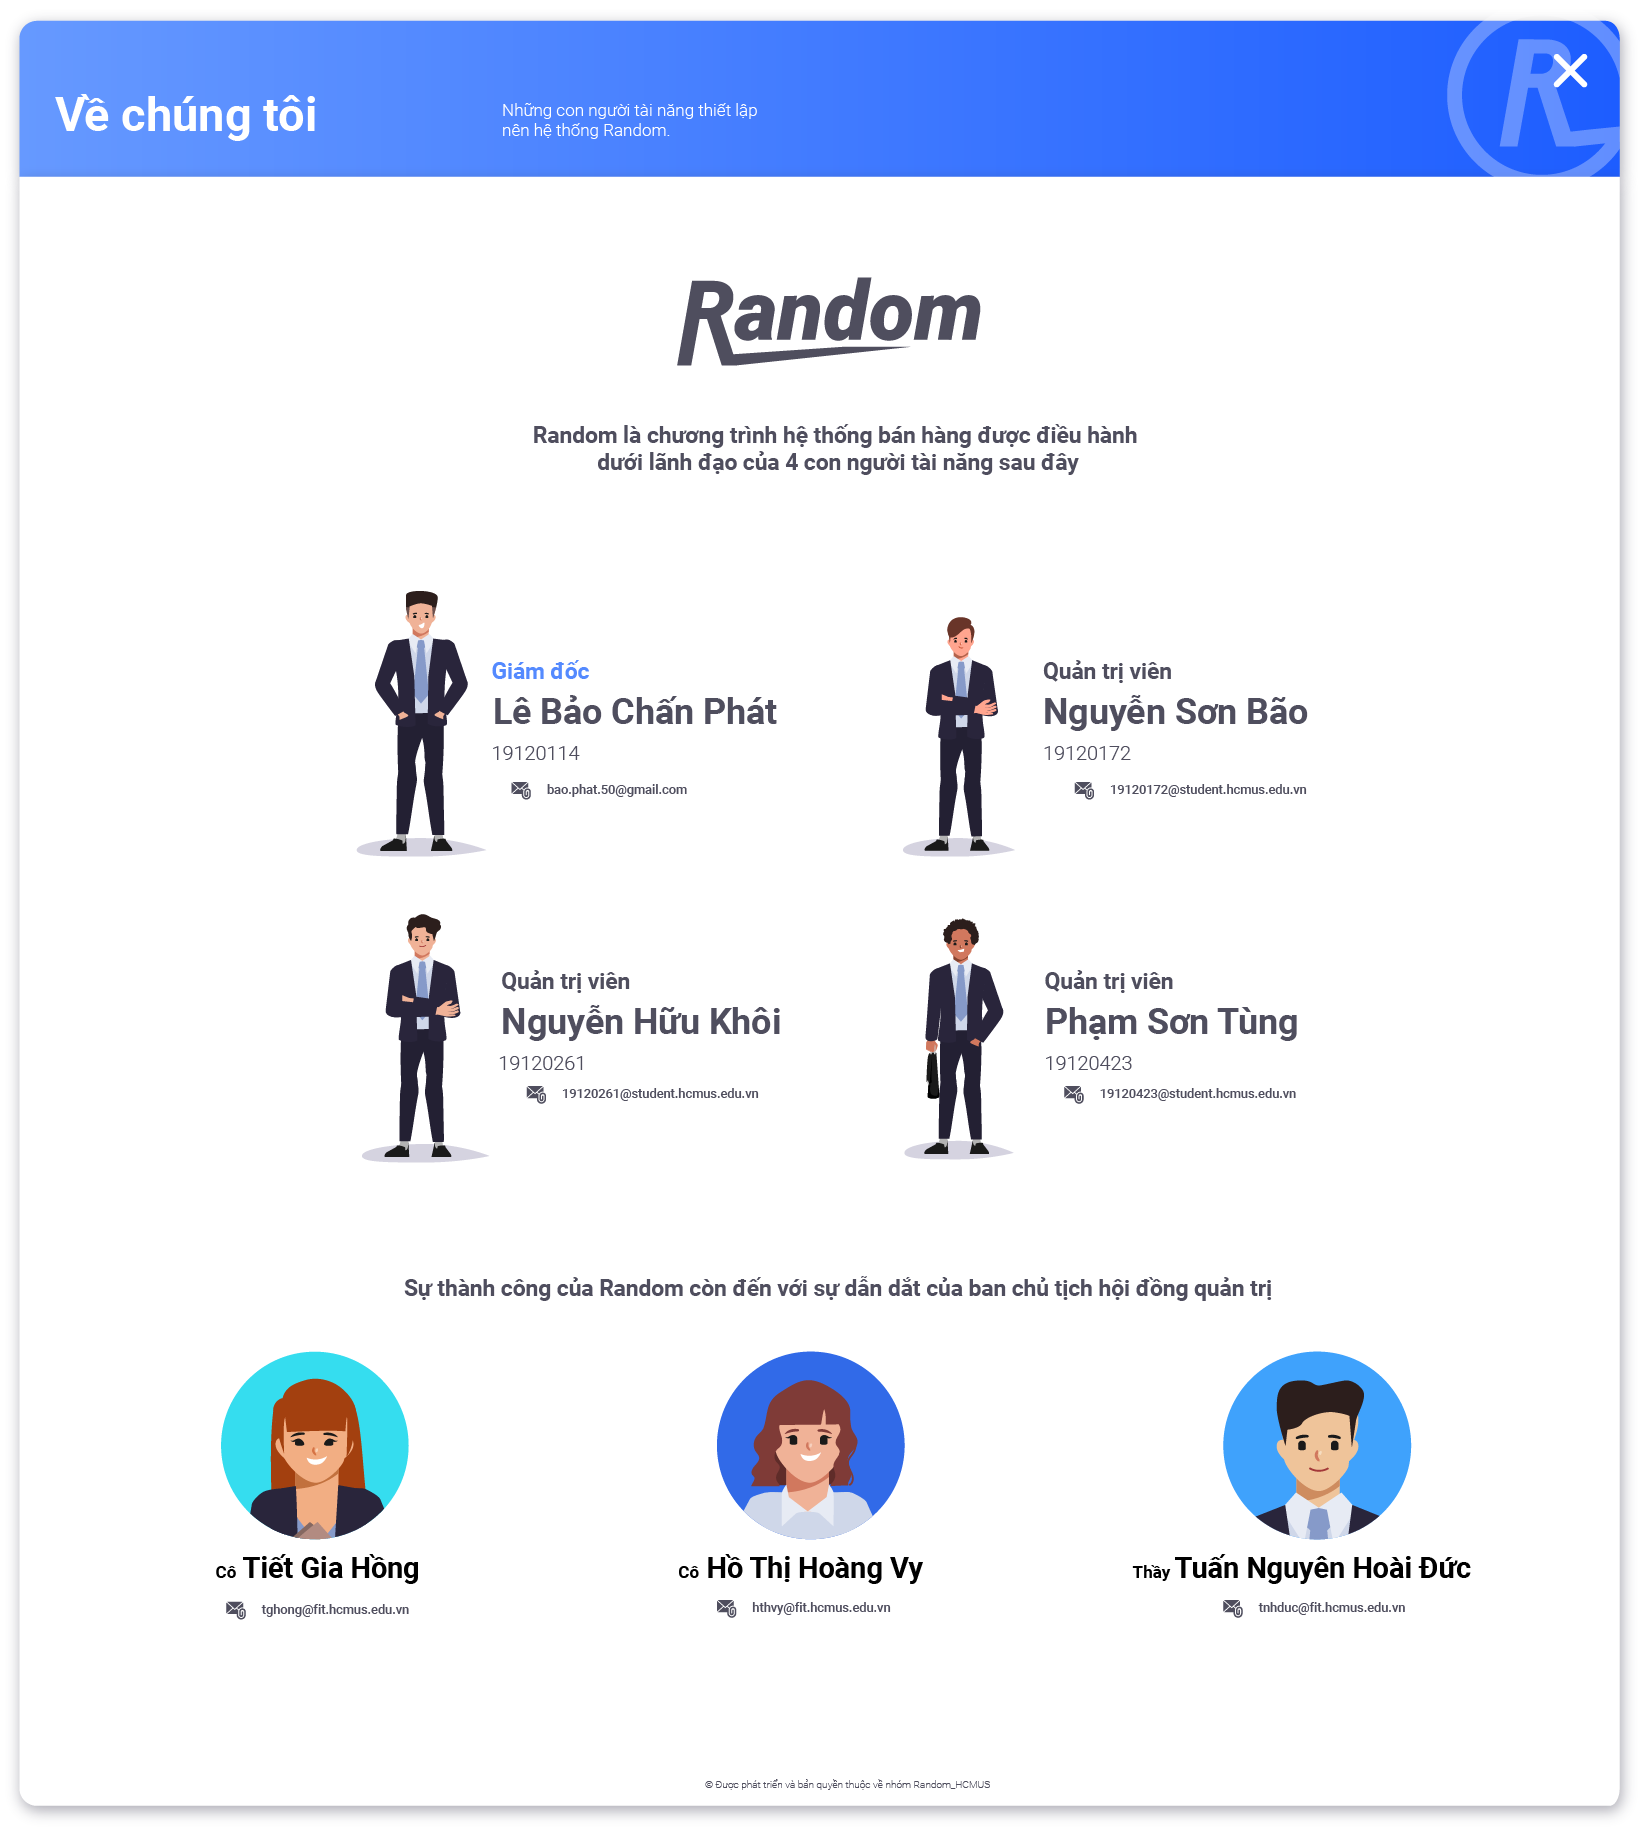 Về chúng tôi
Những con người tài năng thiết lập
nên hệ thống Random.
R
Random
Random là chương trình hệ thống bán hàng được điều hành
dưới lãnh đạo của 4 con người tài năng sau đây
Giám đốc
Lê Bảo Chấn Phát
19120114
bao.phat.50@gmail.com
Quản trị viên
Nguyễn Sơn Bão
19120172
19120172@student.hcmus.edu.vn
Quản trị viên
Nguyễn Hữu Khôi
19120261
19120261@student.hcmus.edu.vn
Quản trị viên
Phạm Sơn Tùng
19120423
19120423@student.hcmus.edu.vn
Sự thành công của Random còn đến với sự dẫn dắt của ban chủ tịch hội đồng quản trị
Cô Tiết Gia Hồng
tghong@fit.hcmus.edu.vn
Cô Hồ Thị Hoàng Vy
hthvy@fit.hcmus.edu.vn
Thầy Tuấn Nguyên Hoài Đức
tnhduc@fit.hcmus.edu.vn
© Được phát triển và bản quyền thuộc về nhóm Random_HCMUS